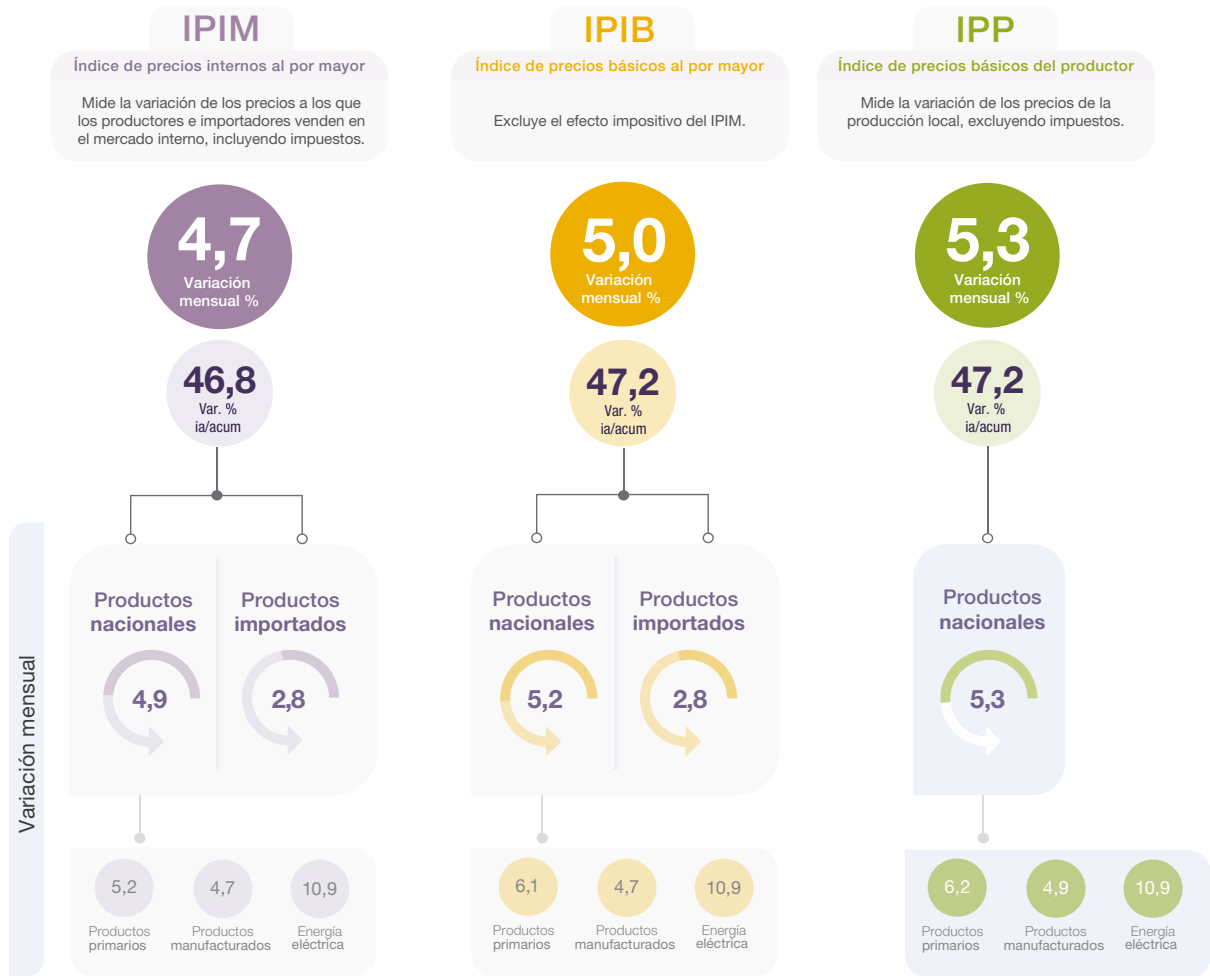 IPIM
Índice de precios internos al por mayor
Mide la variación de los precios a los que
los productores e importadores venden en
el mercado interno, incluyendo impuestos.
4,7
Variación
mensual %
46,8
Var. %
ia/acum
Productos
nacionales
4,9
Productos
importados
2,8
5,2
Productos
primarios
4,7
Productos
manufacturados
10,9
Energía
eléctrica
IPIB
Índice de precios básicos al por mayor
Excluye el efecto impositivo del IPIM.
5,0
Variación
mensual %
47,2
Var. %
ia/acum
Productos
nacionales
5,2
Productos
importados
2,8
6,1
Productos
primarios
4,7
Productos
manufacturados
10,9
Energía
eléctrica
IPP
Índice de precios básicos del productor
Mide la variación de los precios de la
producción local, excluyendo impuestos.
5,3
Variación
mensual %
47,2
Var. %
ia/acum
Productos
nacionales
5,3
6,2
Productos
primarios
4,9
Productos
manufacturados
10,9
Energía
eléctrica
Variación mensual